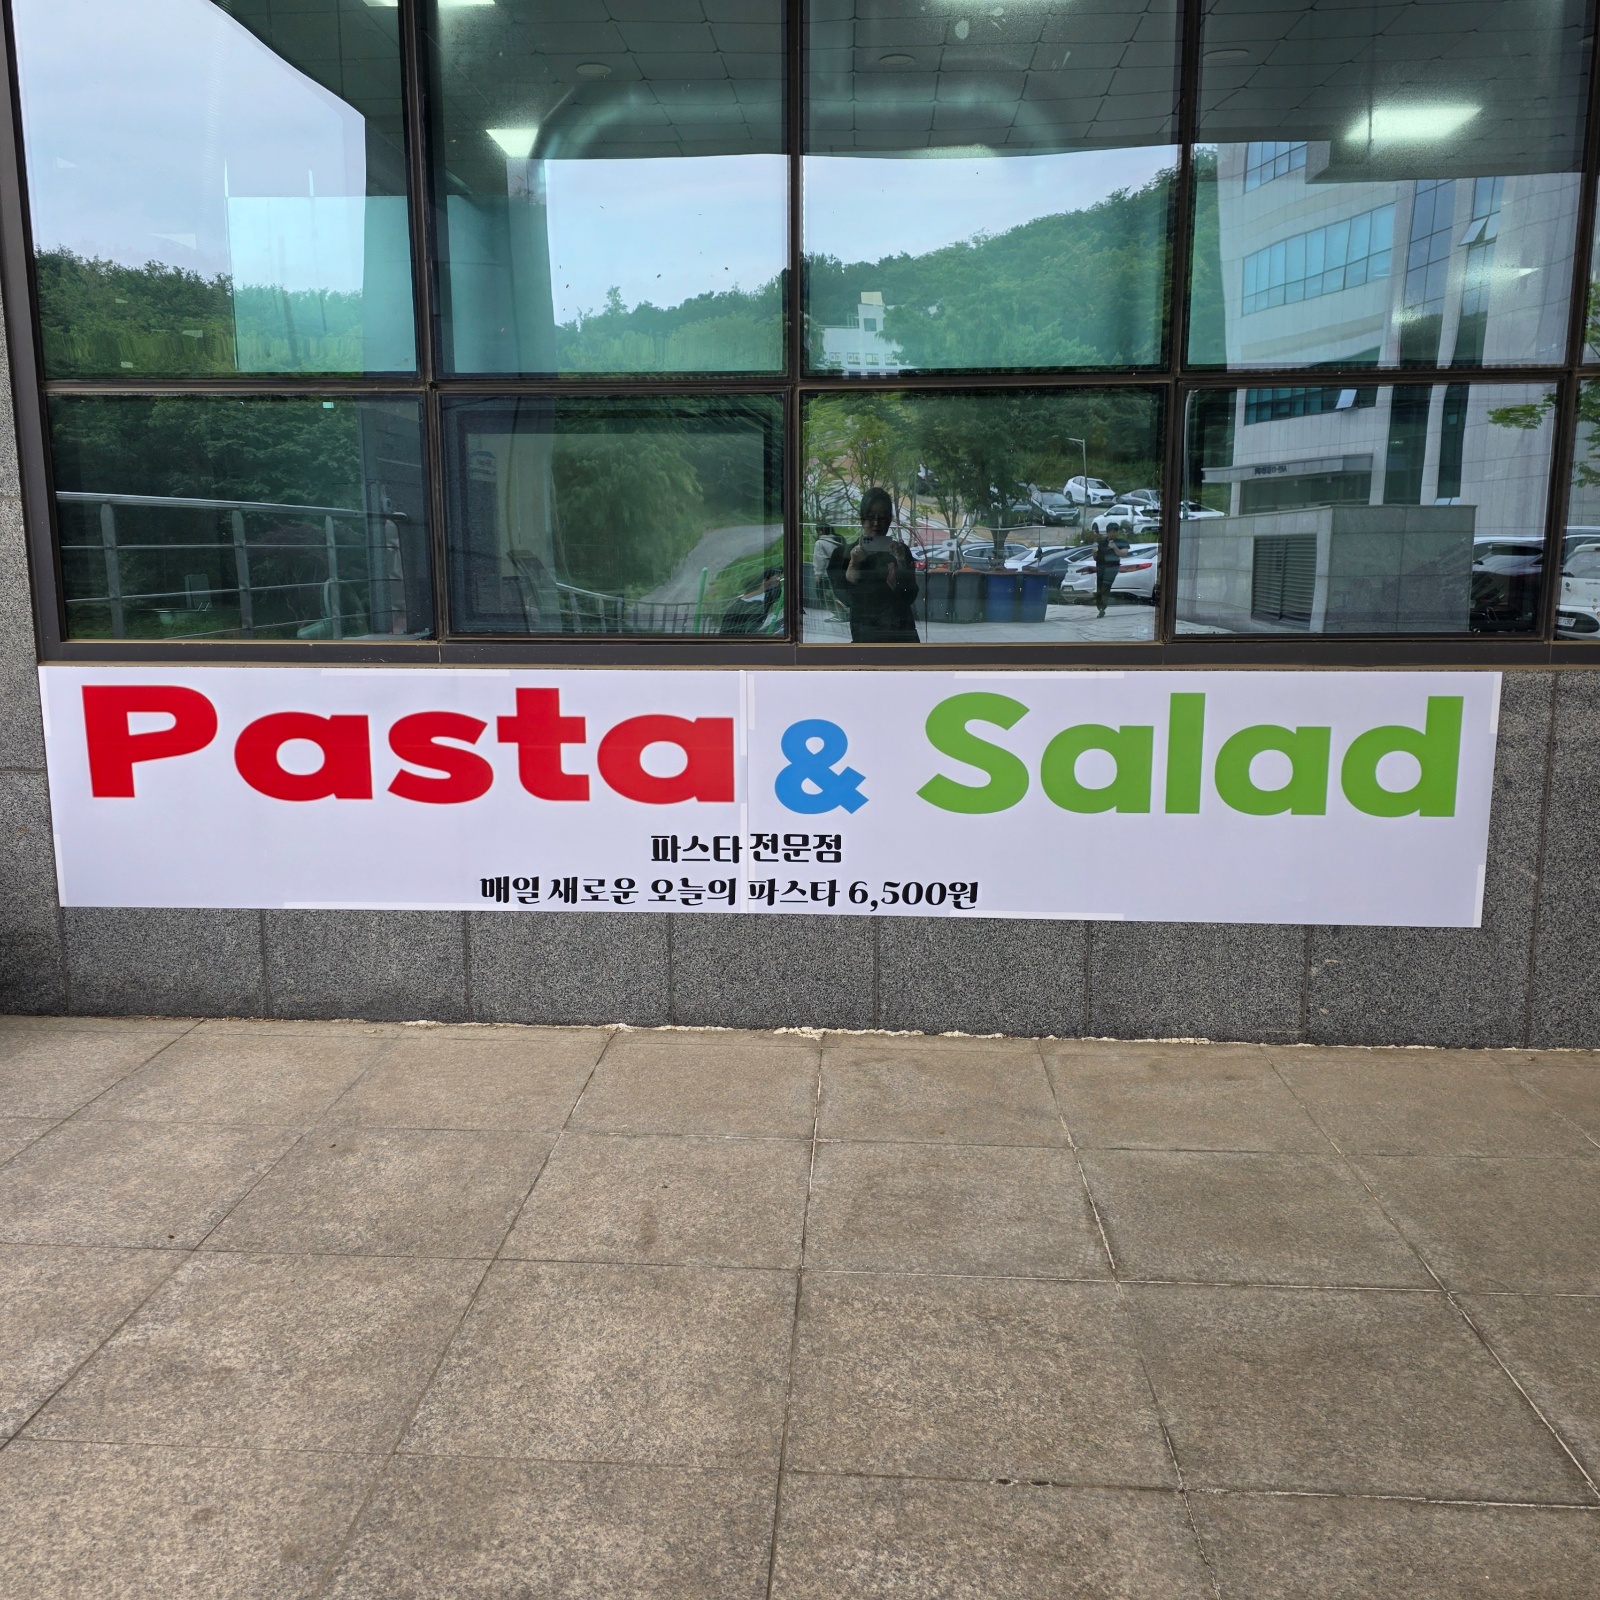 Pasta & Salad
파스타 전문점
매일 새로운 오늘의 파스타 6,500원